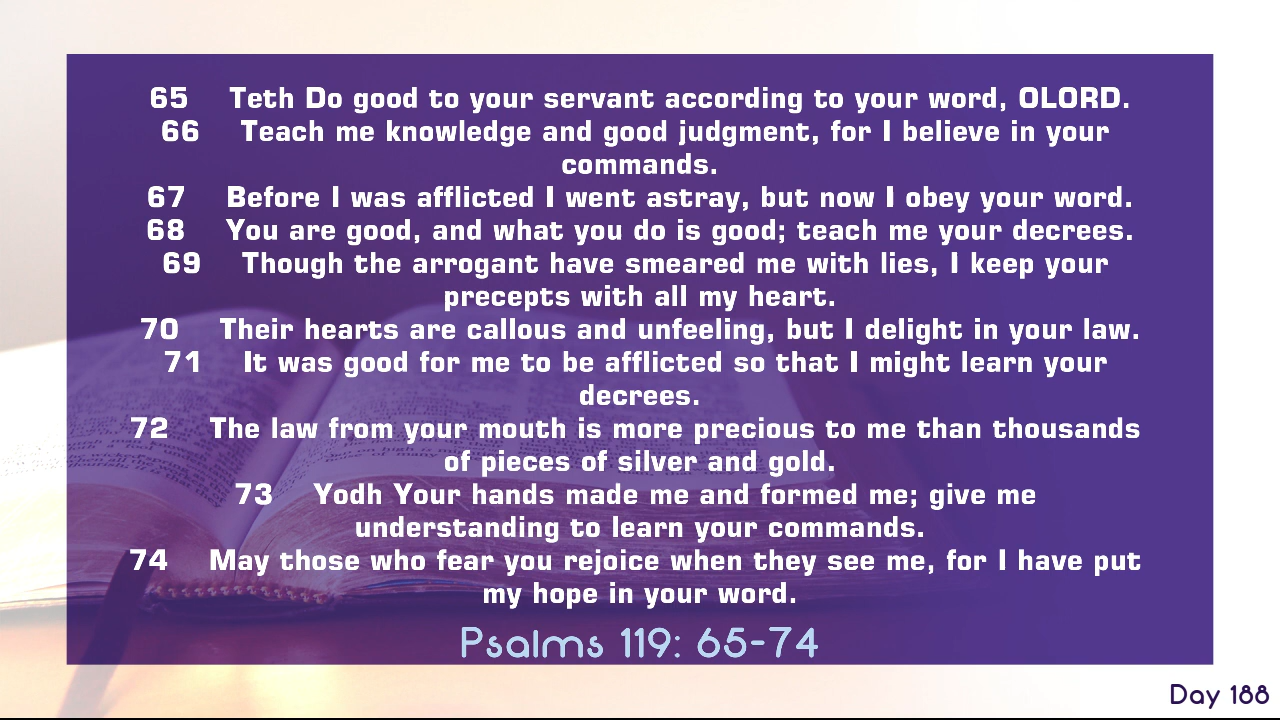 65 Teth Do good to your servant according to your word, OLORD.
66 Teach me knowledge and good judgment, for I believe in your
commands.
67 Before I was afflicted I went astray, but now I obey your word.
68 You are good, and what you do is good; teach me your decrees.
69 Though the arrogant have smeared me with lies, I keep your
precepts with all my heart.
70 Their hearts are callous and unfeeling, but I delight in your law.
71 It was good for me to be afflicted so that I might learn your
decrees.
72 The law from your mouth is more precious to me than thousands
of pieces of silver and gold.
73 Yodh Your hands made me and formed me; give me
understanding to learn your commands.
74 May those who fear you rejoice when they see me, for I have put
my hope in your word.
Psalms 119: 65-74
Day 188